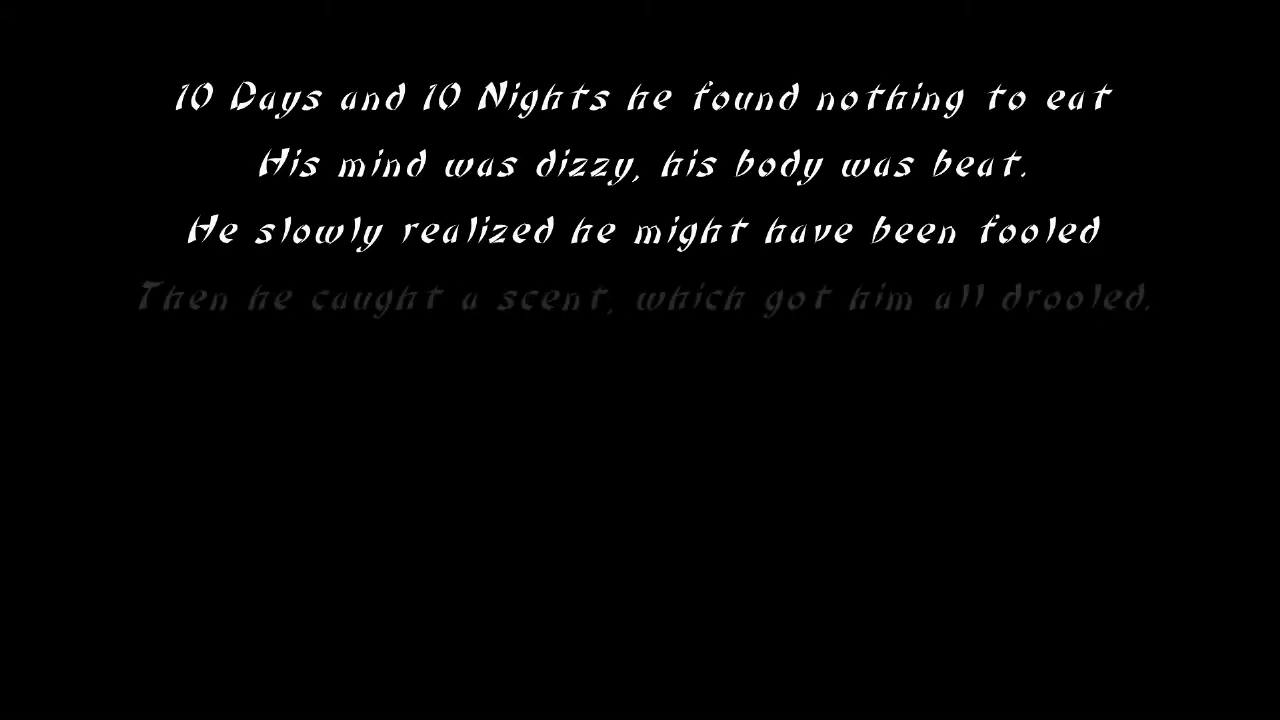 10 Days and 10 Nights he found nothing to eat
His mind was dizzy, his body was beat.
He slowly realized he might have been fooled
Then he caught a scent, which got him all drooled.